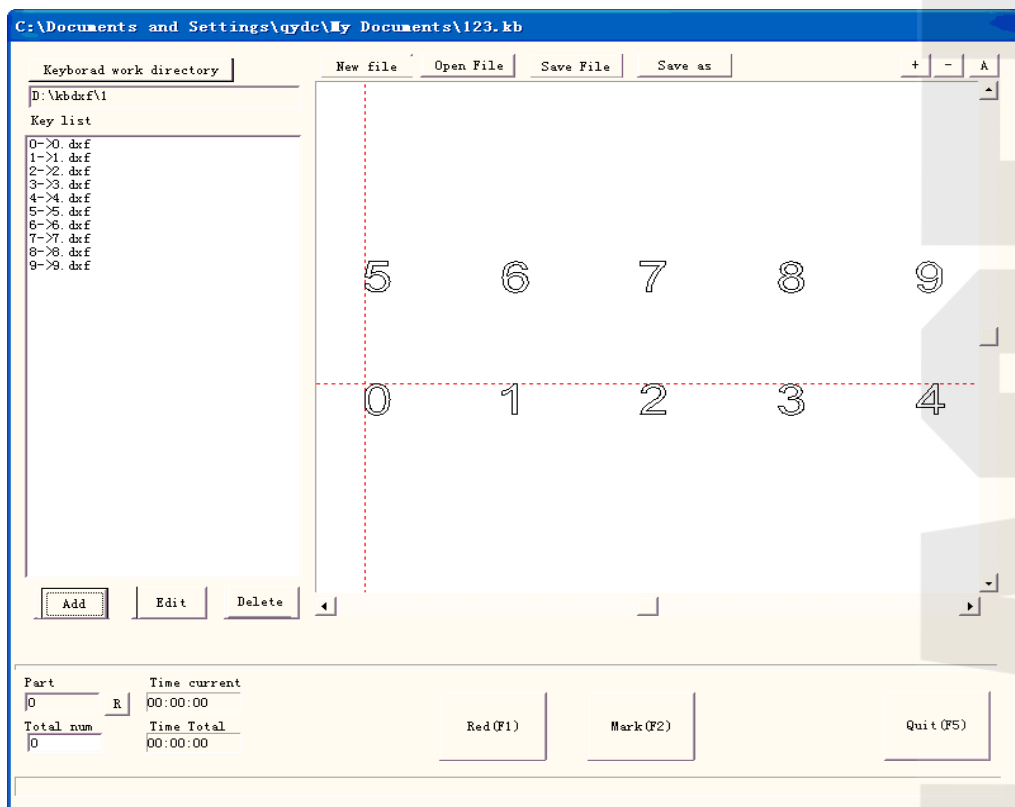 C:\Documents and Settings\qydc\My Documents\123.kb
Keyborad work directory
New file Open File Save File Save as + - A
D:\kbdxf\1
Key list
0->0.dxf
1->1.dxf
2->2.dxf
3->3.dxf
4->4.dxf
5->5.dxf
6->6.dxf
7->7.dxf
8->8.dxf
9->9.dxf
5 6 7 8 9
0 1 2 3 4
Add Edit Delete
Part Time current
0 R 00:00:00
Total num Time Total
0 00:00:00
Red(F1) Mark(F2) Quit(F5)